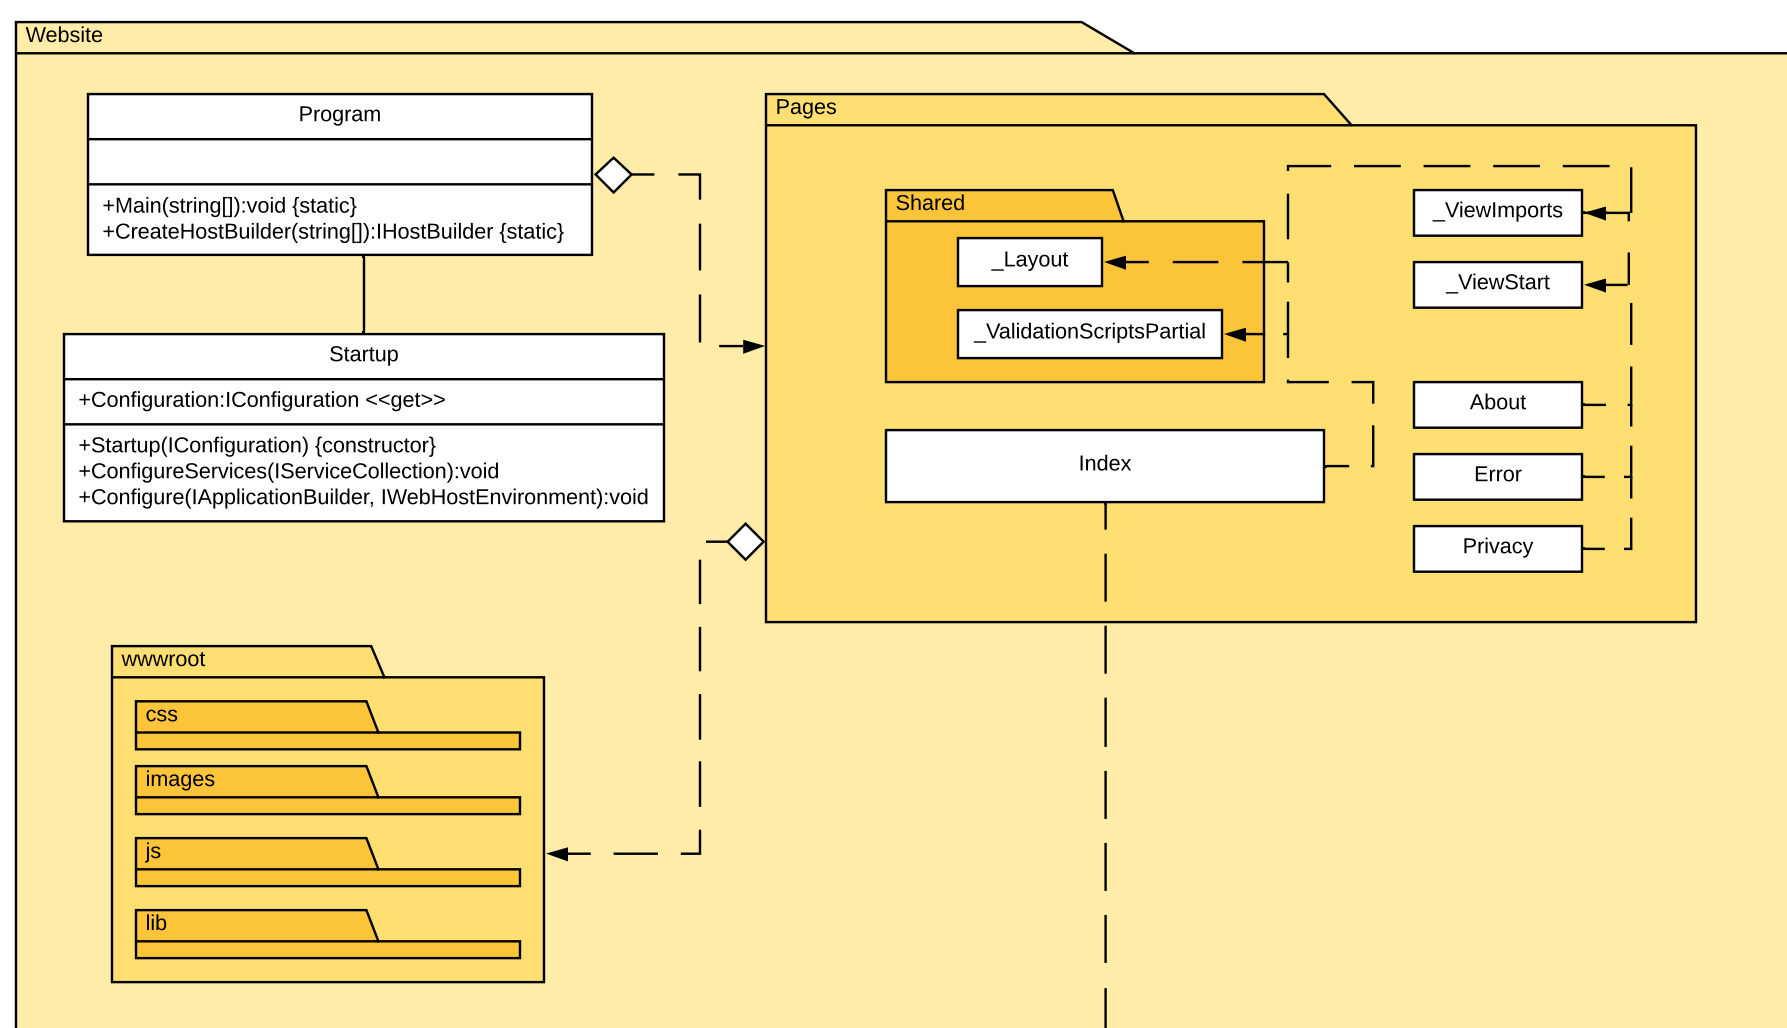 Website
Program
+Main(string[]):void {static}
+CreateHostBuilder(string[]):IHostBuilder {static}
Startup
+Configuration:IConfiguration <<get>>
+Startup(IConfiguration) {constructor}
+ConfigureServices(IServiceCollection):void
+Configure(IApplicationBuilder, IWebHostEnvironment):void
Pages
Shared
_Layout
_ValidationScriptsPartial
Index
_ViewImports
_ViewStart
About
Error
Privacy
wwwroot
css
images
js
lib